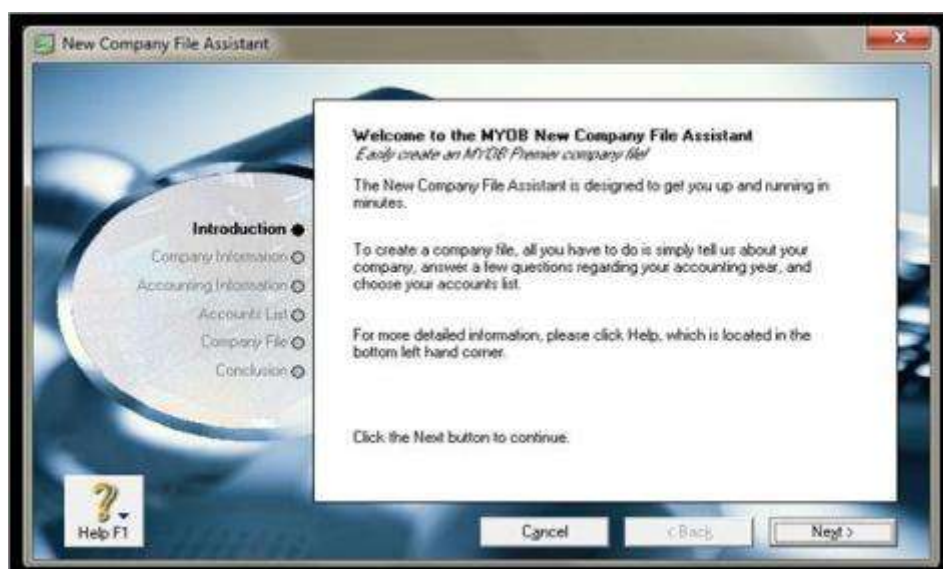 New Company File Assistant
Welcome to the MYOB New Company File Assistant
Easily create an MYOB Premier company file!
The New Company File Assistant is designed to get you up and running in
minutes.
To create a company file, all you have to do is simply tell us about your
company, answer a few questions regarding your accounting year, and
choose your accounts list.
For more detailed information, please click Help, which is located in the
bottom left hand corner.
Click the Next button to continue.
Introduction
Company Information
Accounting Information
Accounts List
Company File
Conclusion
Help F1
Cancel
< Back
Next >